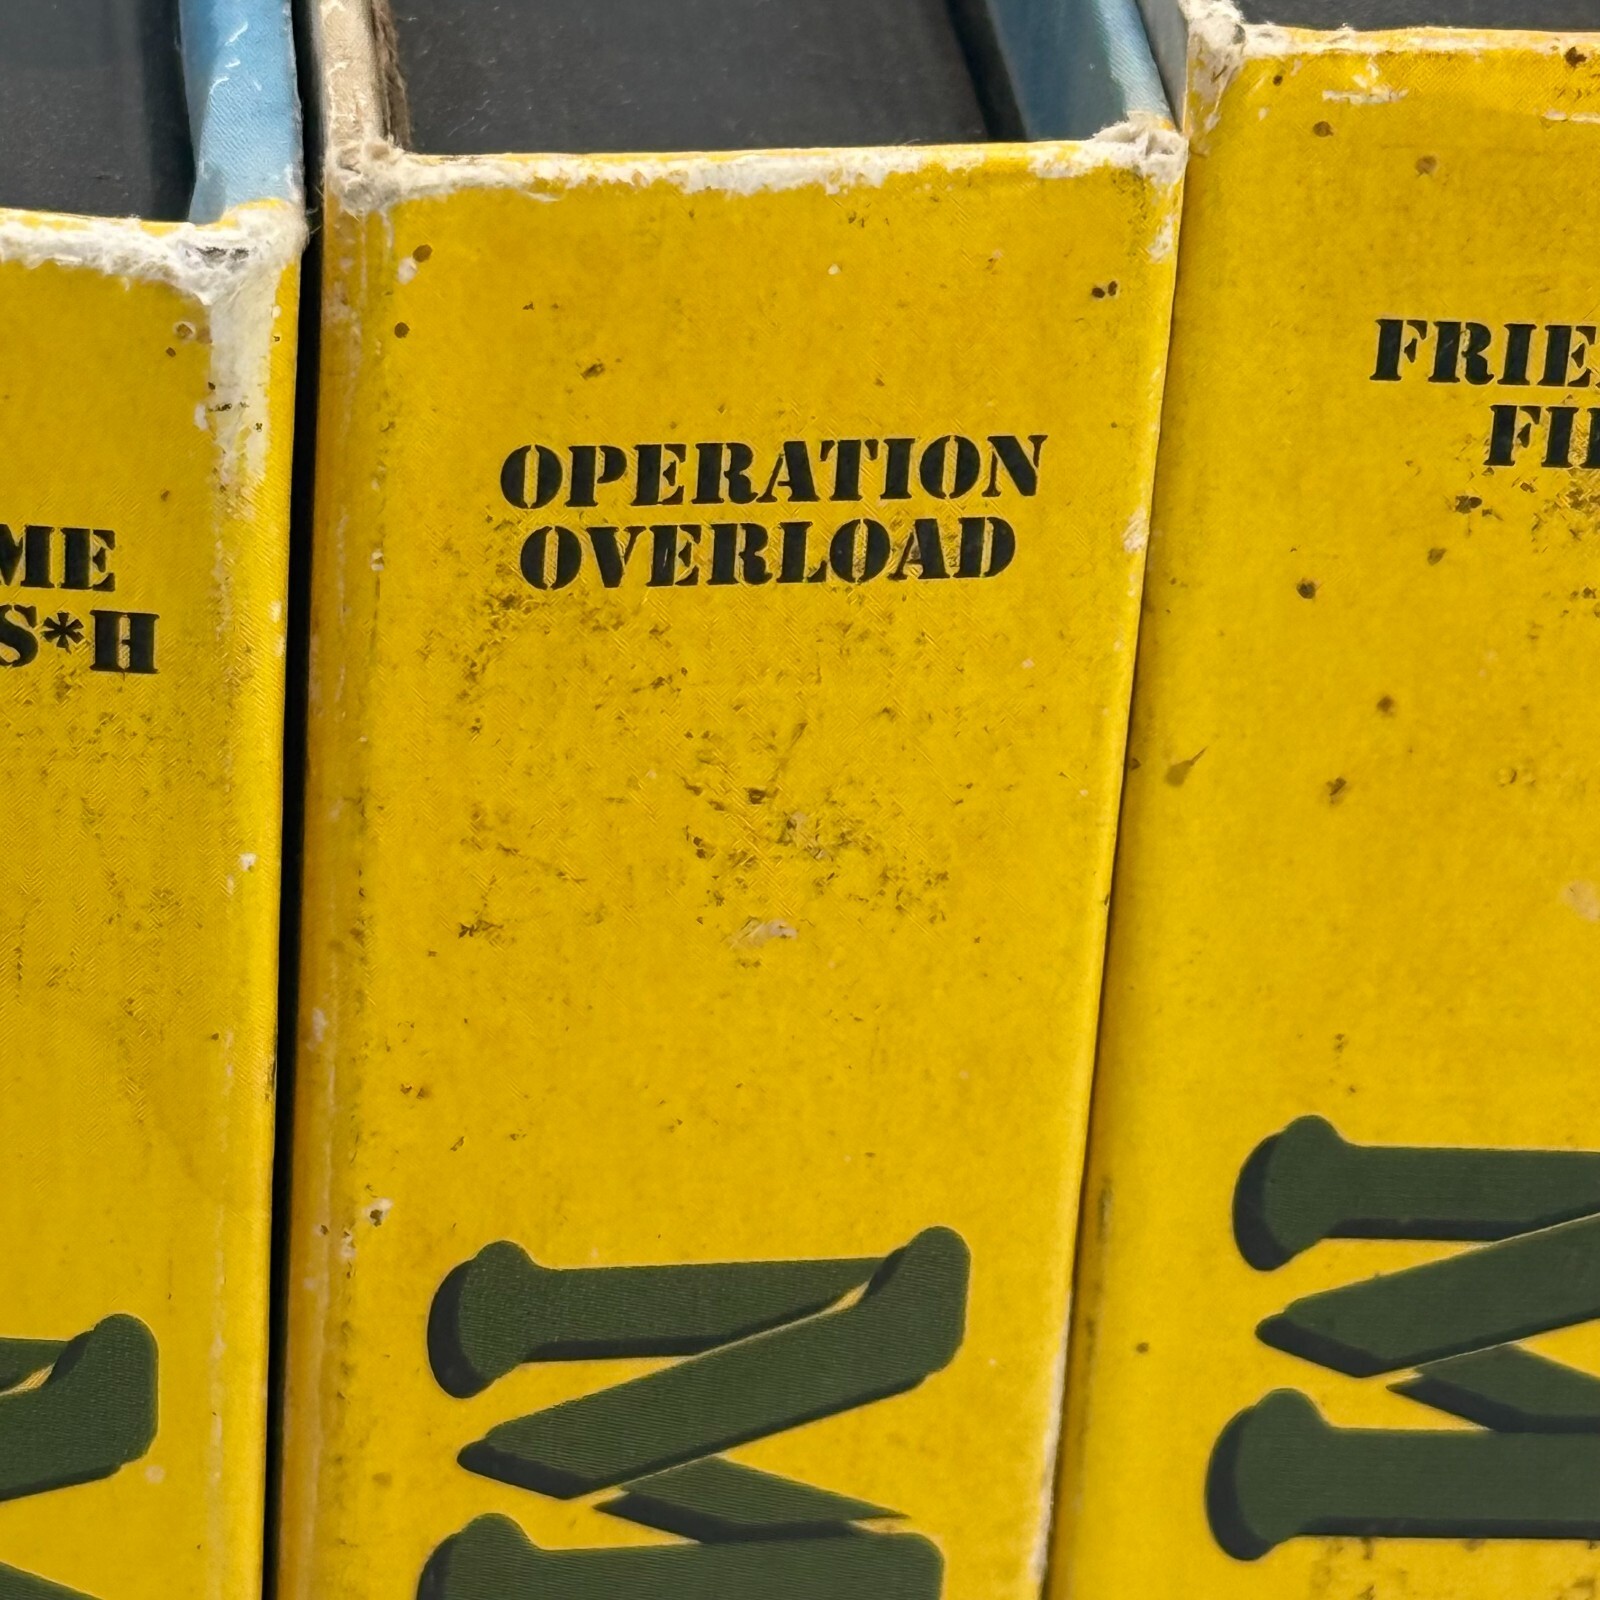 ME
S*H
OPERATION
OVERLOAD
FRIE
FI
M
M